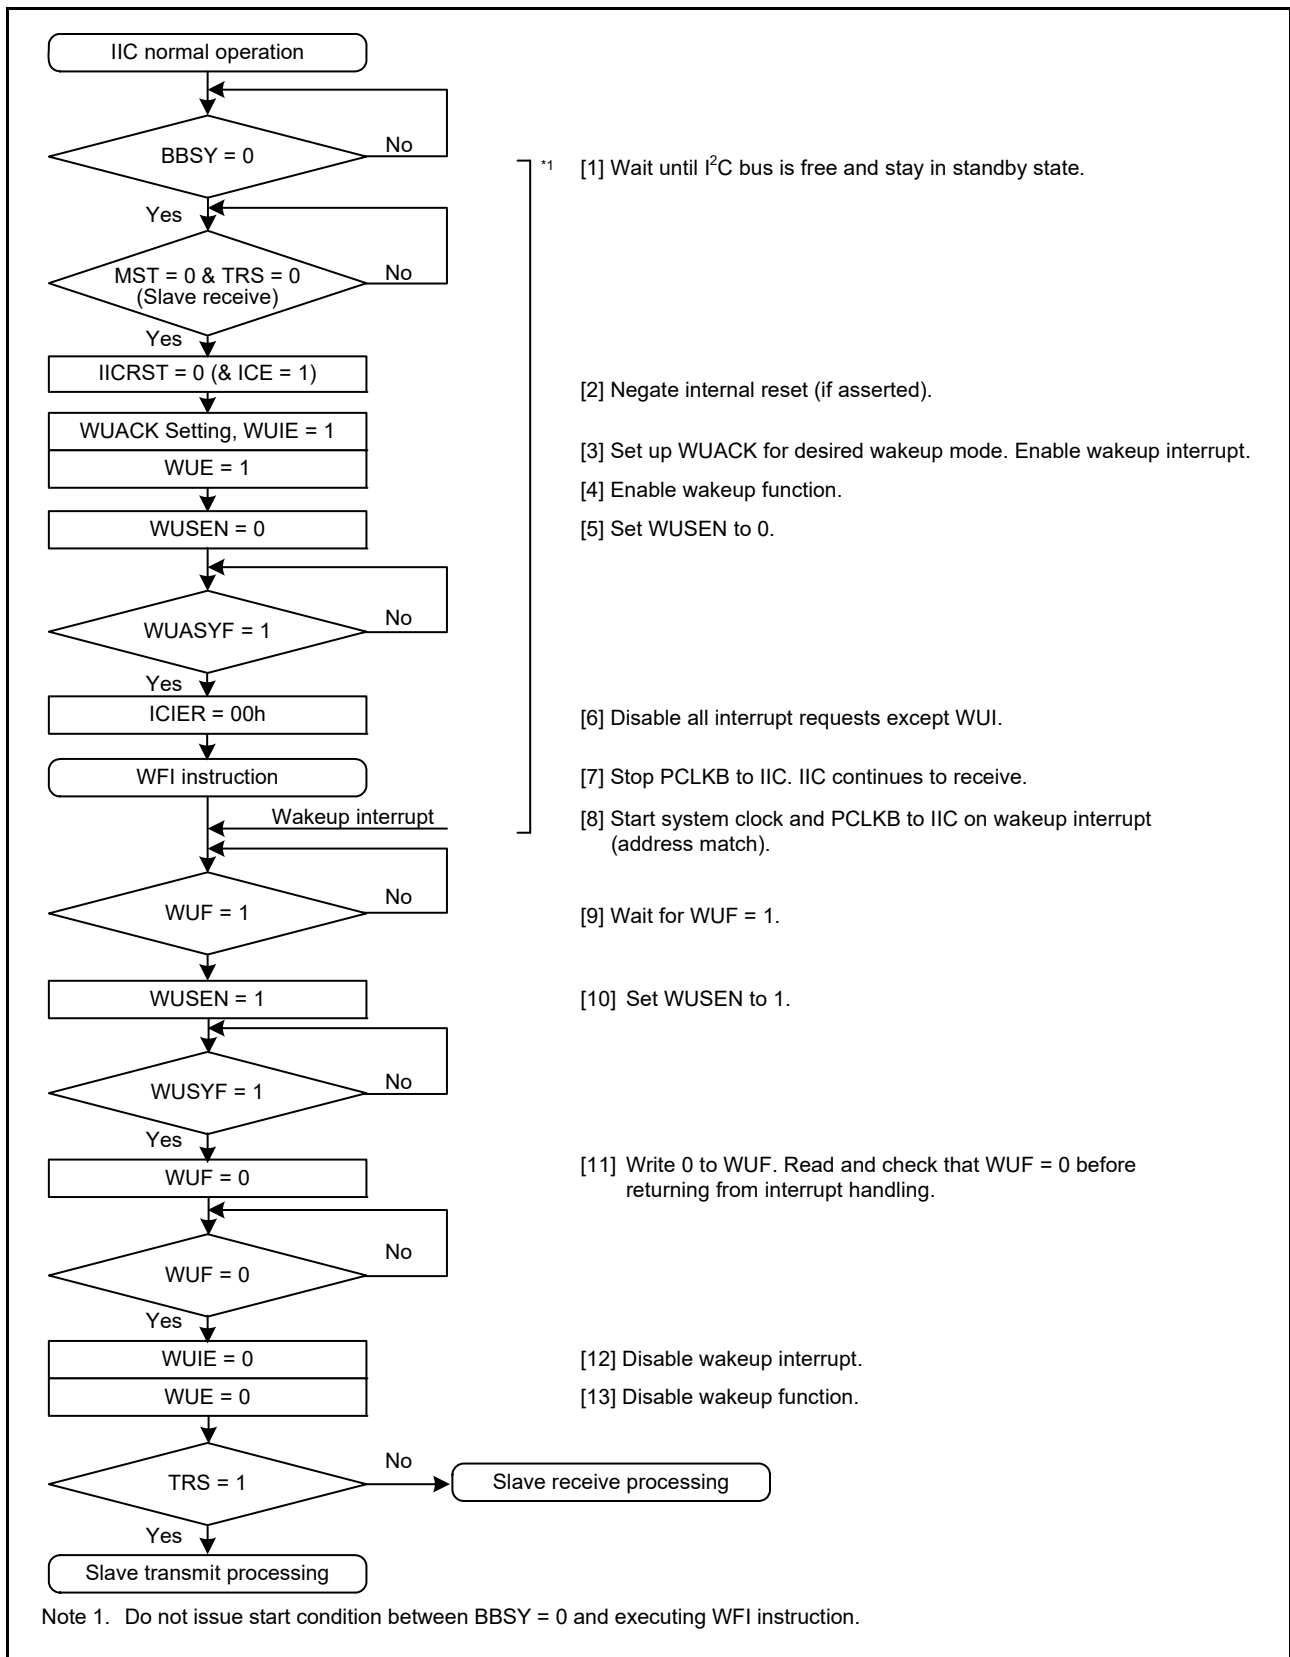 IIC normal operation
BBSY = 0
No
*1
[1] Wait until I²C bus is free and stay in standby state.
Yes
MST = 0 & TRS = 0
(Slave receive)
No
Yes
IICRST = 0 (& ICE = 1)
[2] Negate internal reset (if asserted).
WUACK Setting, WUIE = 1
[3] Set up WUACK for desired wakeup mode. Enable wakeup interrupt.
WUE = 1
[4] Enable wakeup function.
WUSEN = 0
[5] Set WUSEN to 0.
WUASYF = 1
No
Yes
ICIER = 00h
[6] Disable all interrupt requests except WUI.
WFI instruction
[7] Stop PCLKB to IIC. IIC continues to receive.
Wakeup interrupt
[8] Start system clock and PCLKB to IIC on wakeup interrupt
(address match).
WUF = 1
No
[9] Wait for WUF = 1.
WUSEN = 1
[10] Set WUSEN to 1.
WUSYF = 1
No
Yes
WUF = 0
[11] Write 0 to WUF. Read and check that WUF = 0 before
returning from interrupt handling.
WUF = 0
No
Yes
WUIE = 0
[12] Disable wakeup interrupt.
WUE = 0
[13] Disable wakeup function.
TRS = 1
No
Slave receive processing
Yes
Slave transmit processing
Note 1. Do not issue start condition between BBSY = 0 and executing WFI instruction.